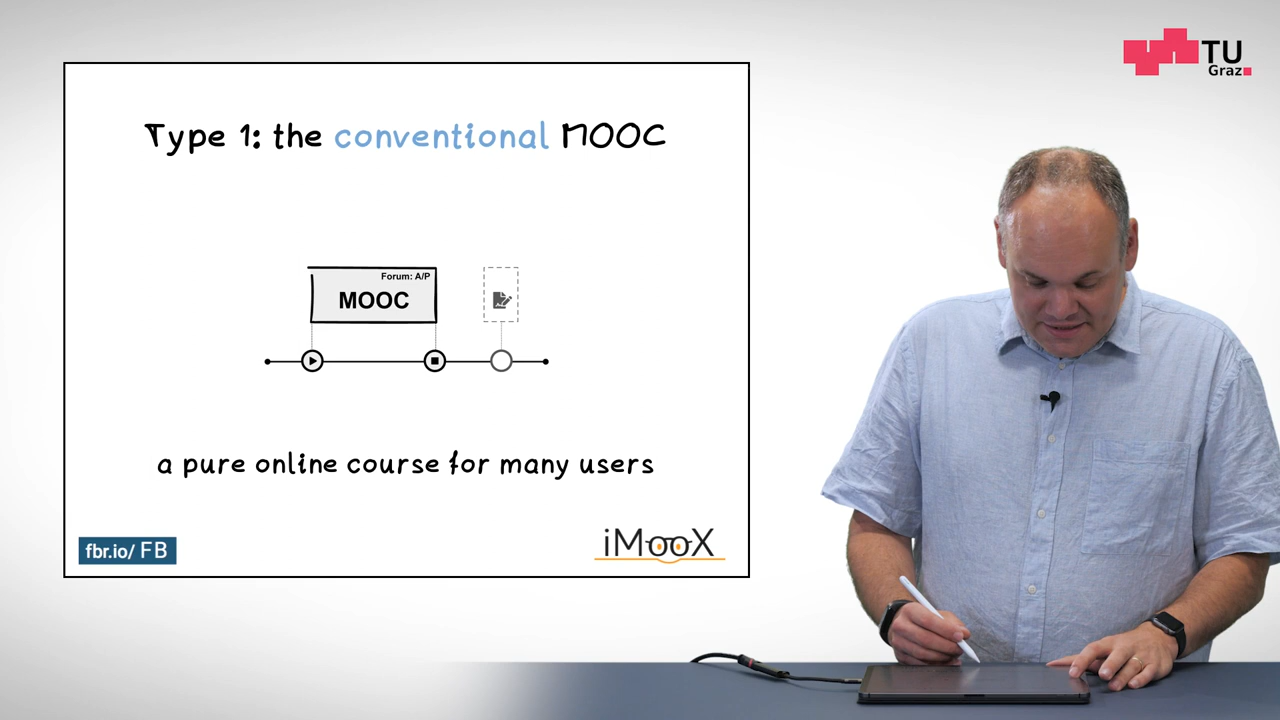 TU
Graz
Type 1: the conventional MOOC
Forum: A/P
MOOC
a pure online course for many users
fbr.io/ FB
iMooX